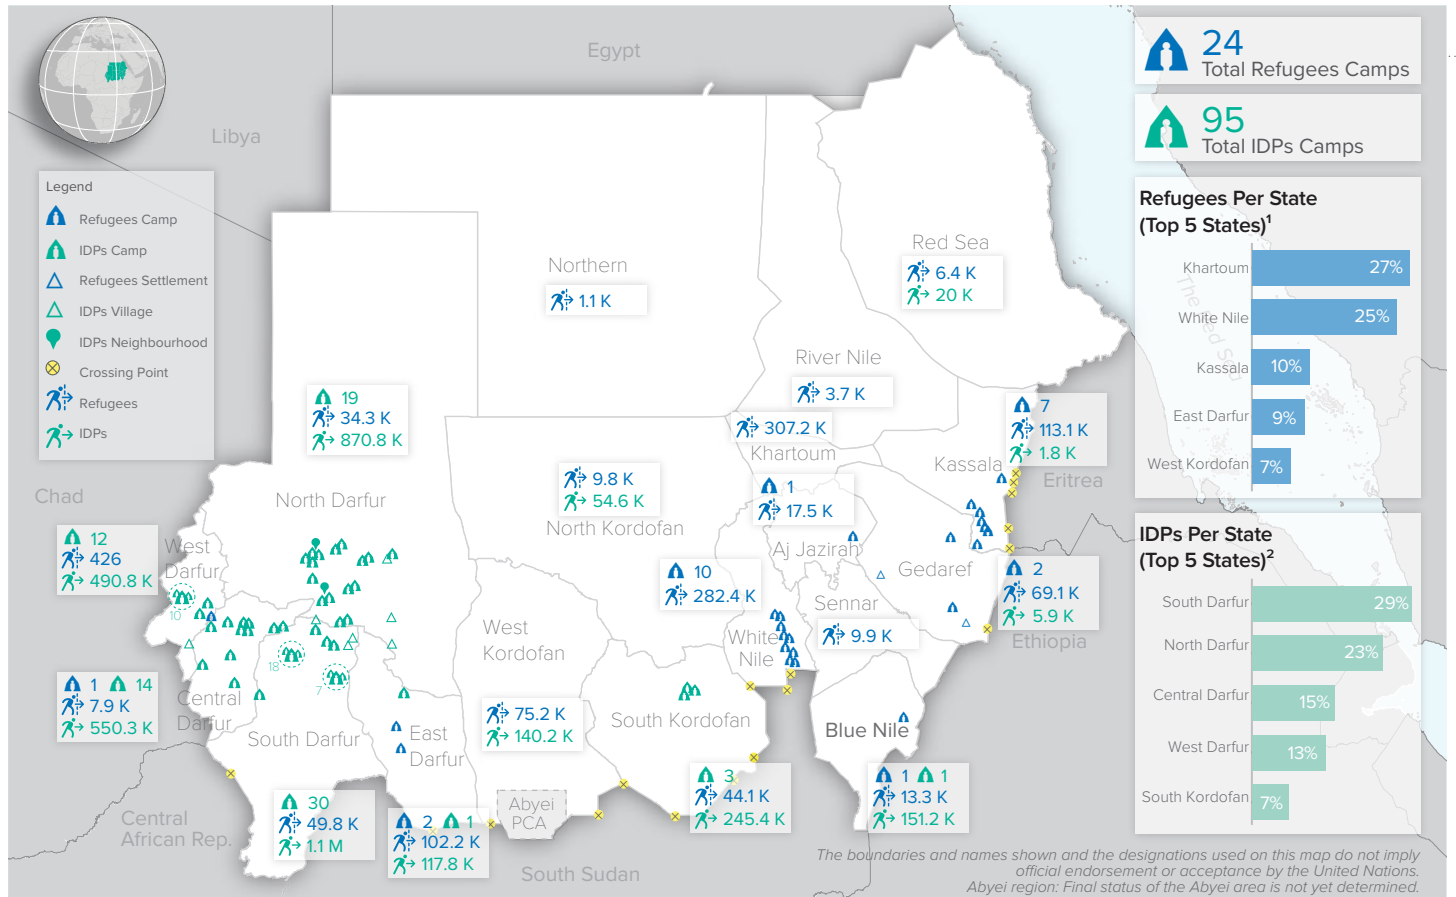 Egypt
Libya
Chad
Central
African Rep.
South Sudan
Ethiopia
Eritrea
The Red Sea
Legend
Refugees Camp
IDPs Camp
Refugees Settlement
IDPs Village
IDPs Neighbourhood
Crossing Point
Refugees
IDPs
Northern
1.1 K
Red Sea
6.4 K
20 K
River Nile
3.7 K
307.2 K
Khartoum
19
34.3 K
870.8 K
North Darfur
9.8 K
54.6 K
North Kordofan
1
17.5 K
Aj Jazirah
Kassala
7
113.1 K
1.8 K
Gedaref
2
69.1 K
5.9 K
12
426
490.8 K
West
Darfur
10
10
282.4 K
White
Nile
Sennar
9.9 K
West
Kordofan
75.2 K
140.2 K
1 14
7.9 K
550.3 K
Central
Darfur
18
7
South Darfur
30
49.8 K
1.1 M
East
Darfur
2 1
102.2 K
117.8 K
Abyei
PCA
South Kordofan
3
44.1 K
245.4 K
Blue Nile
1 1
13.3 K
151.2 K
24
Total Refugees Camps
95
Total IDPs Camps
Refugees Per State
(Top 5 States)¹
Khartoum 27%
White Nile 25%
Kassala 10%
East Darfur 9%
West Kordofan 7%
IDPs Per State
(Top 5 States)²
South Darfur 29%
North Darfur 23%
Central Darfur 15%
West Darfur 13%
South Kordofan 7%
The boundaries and names shown and the designations used on this map do not imply
official endorsement or acceptance by the United Nations.
Abyei region: Final status of the Abyei area is not yet determined.